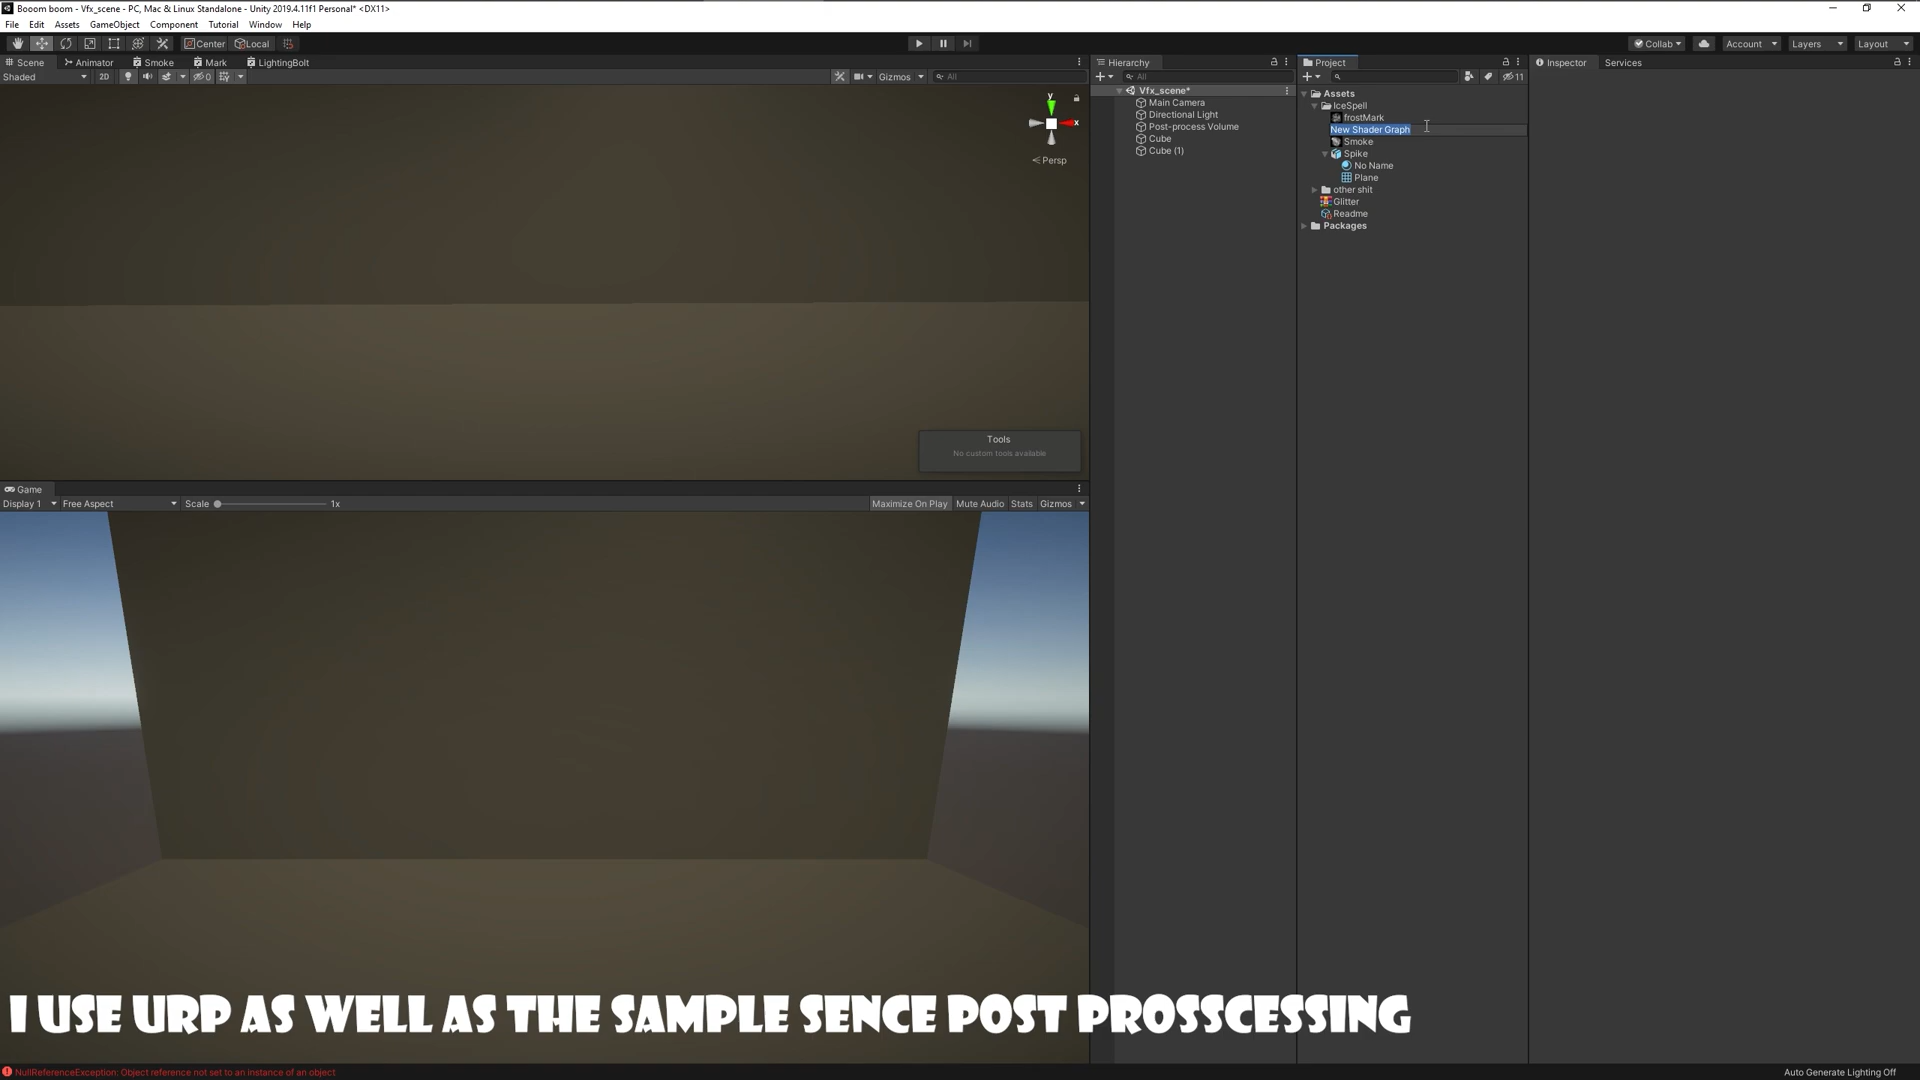 Booom boom - Vfx_scene - PC, Mac & Linux Standalone - Unity 2019.4.11f1 Personal* <DX11>
File Edit Assets GameObject Component Tutorial Window Help
Center Local Collab Account Layers Layout
Scene Animator Smoke Mark LightingBolt
Shaded 2D 0 Gizmos All
y
x
Persp
Tools
No custom tools available
Game
Display 1 Free Aspect Scale 1x Maximize On Play Mute Audio Stats Gizmos
Hierarchy
All
Vfx_scene*
Main Camera
Directional Light
Post-process Volume
Cube
Cube (1)
Project
11
Assets
IceSpell
frostMark
New Shader Graph
Smoke
Spike
No Name
Plane
other shit
Glitter
Readme
Packages
Inspector Services
I USE URP AS WELL AS THE SAMPLE SENCE POST PROSSCESSING
NullReferenceException: Object reference not set to an instance of an object
Auto Generate Lighting Off